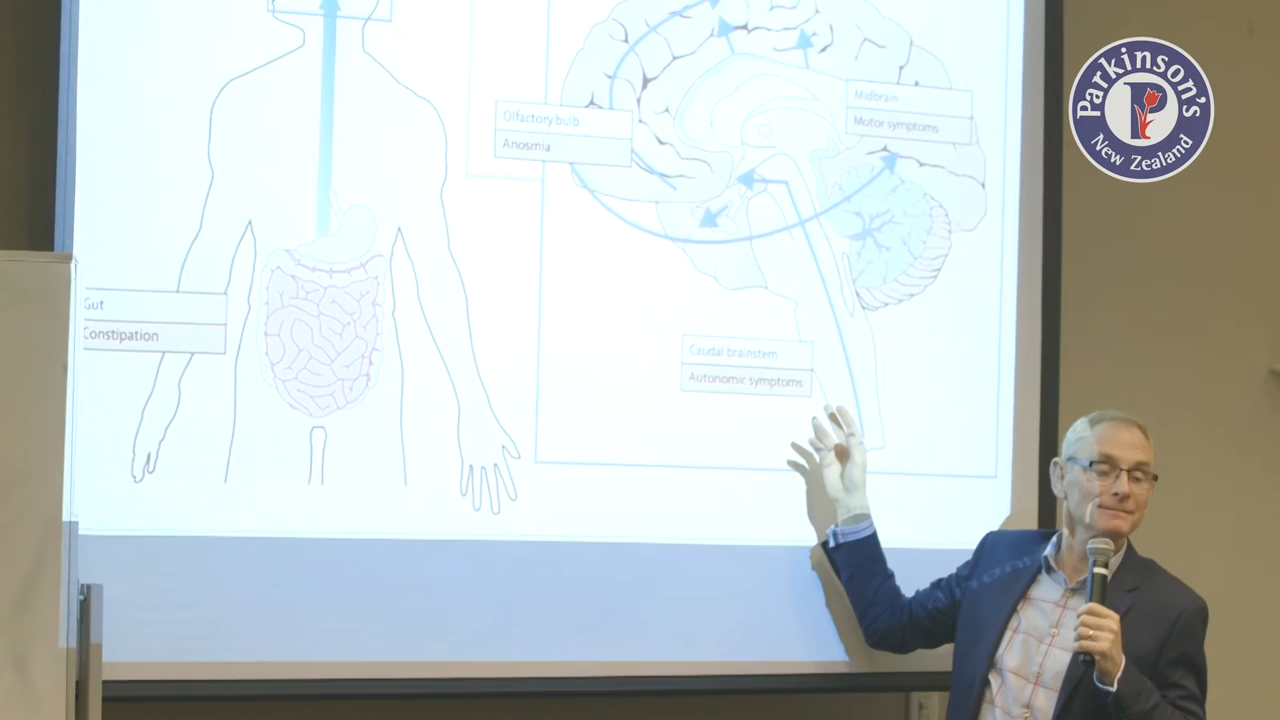 Olfactory bulb
Anosmia
Midbrain
Motor symptoms
Gut
Constipation
Caudal brainstem
Autonomic symptoms
Parkinson's
New Zealand